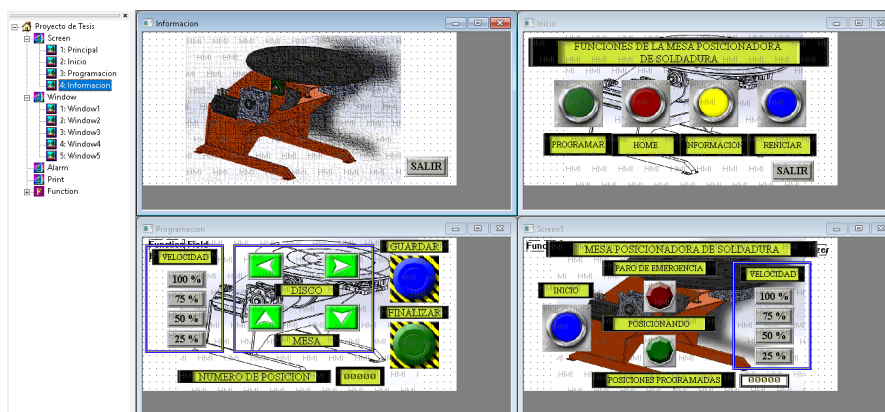 Proyecto de Tesis
Screen
1: Principal
2: Inicio
3: Programacion
4: Informacion
Window
1: Window1
2: Window2
3: Window3
4: Window4
5: Window5
Alarm
Print
Function
Informacion
SALIR
Inicio
FUNCIONES DE LA MESA POSICIONADORA
DE SOLDADURA
PROGRAMAR HOME INFORMACION RENICIAR
SALIR
Programacion
Function Field
VELOCIDAD
100 %
75 %
50 %
25 %
DISCO
MESA
GUARDAR
FINALIZAR
NUMERO DE POSICION 00000
Screen1
MESA POSICIONADORA DE SOLDADURA
PARO DE EMERGENCIA
INICIO
POSICIONANDO
VELOCIDAD
100 %
75 %
50 %
25 %
POSICIONES PROGRAMADAS 00000